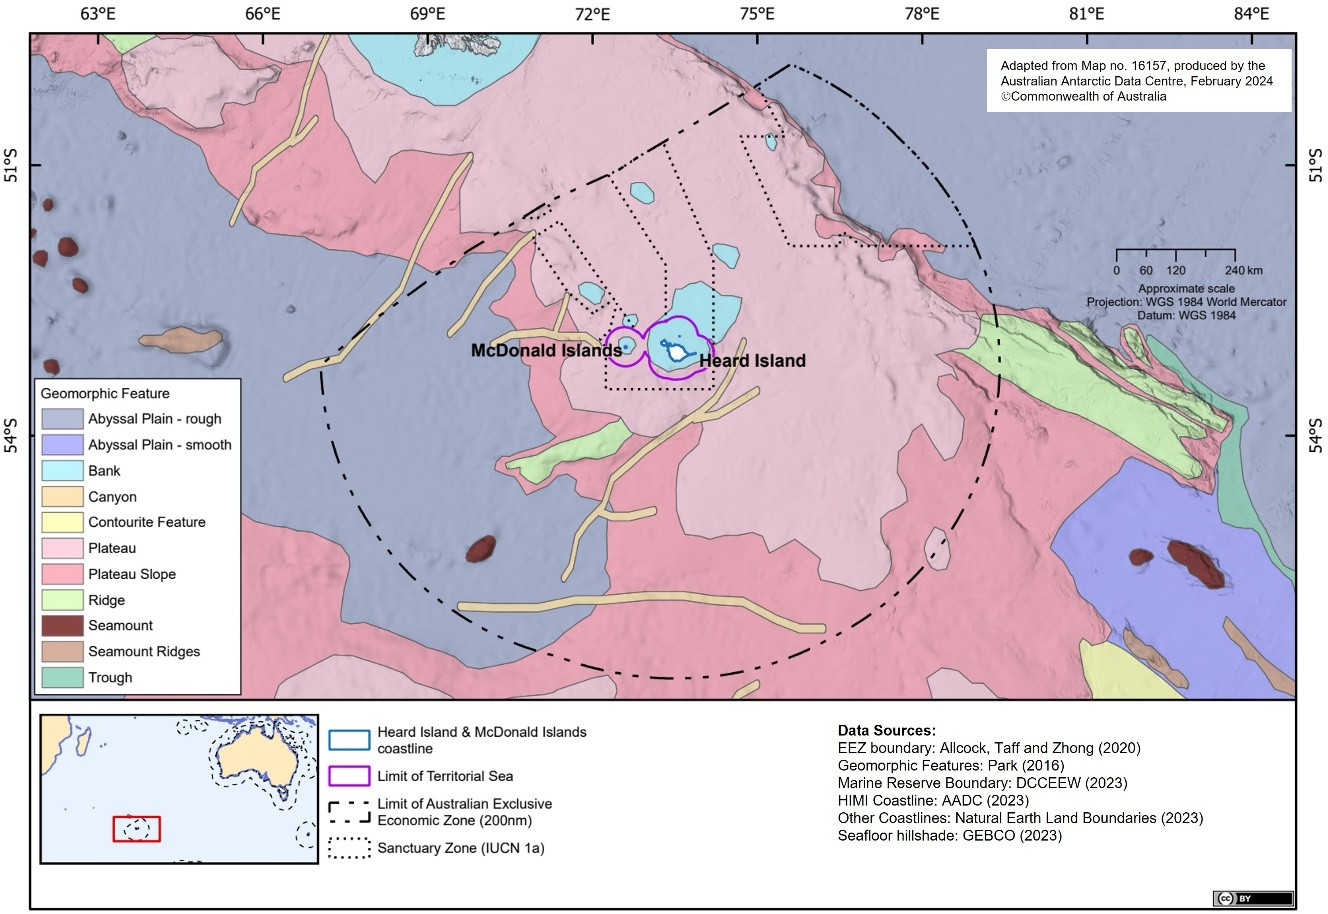 63°E 66°E 69°E 72°E 75°E 78°E 81°E 84°E
Adapted from Map no. 16157, produced by the
Australian Antarctic Data Centre, February 2024
©Commonwealth of Australia
51°S 51°S
0 60 120 240 km
Approximate scale
Projection: WGS 1984 World Mercator
Datum: WGS 1984
McDonald Islands
Heard Island
54°S 54°S
Geomorphic Feature
Abyssal Plain - rough
Abyssal Plain - smooth
Bank
Canyon
Contourite Feature
Plateau
Plateau Slope
Ridge
Seamount
Seamount Ridges
Trough
Heard Island & McDonald Islands
coastline
Limit of Territorial Sea
Limit of Australian Exclusive
Economic Zone (200nm)
Sanctuary Zone (IUCN 1a)
Data Sources:
EEZ boundary: Allcock, Taff and Zhong (2020)
Geomorphic Features: Park (2016)
Marine Reserve Boundary: DCCEEW (2023)
HIMI Coastline: AADC (2023)
Other Coastlines: Natural Earth Land Boundaries (2023)
Seafloor hillshade: GEBCO (2023)
cc BY